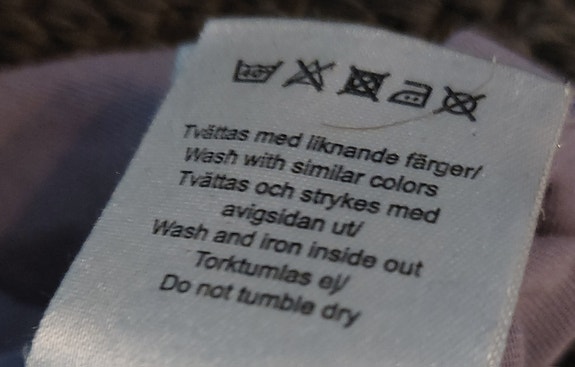 Tvättas med liknande färger/
Wash with similar colors
Tvättas och strykes med
avigsidan ut/
Wash and iron inside out
Torktumlas ej/
Do not tumble dry